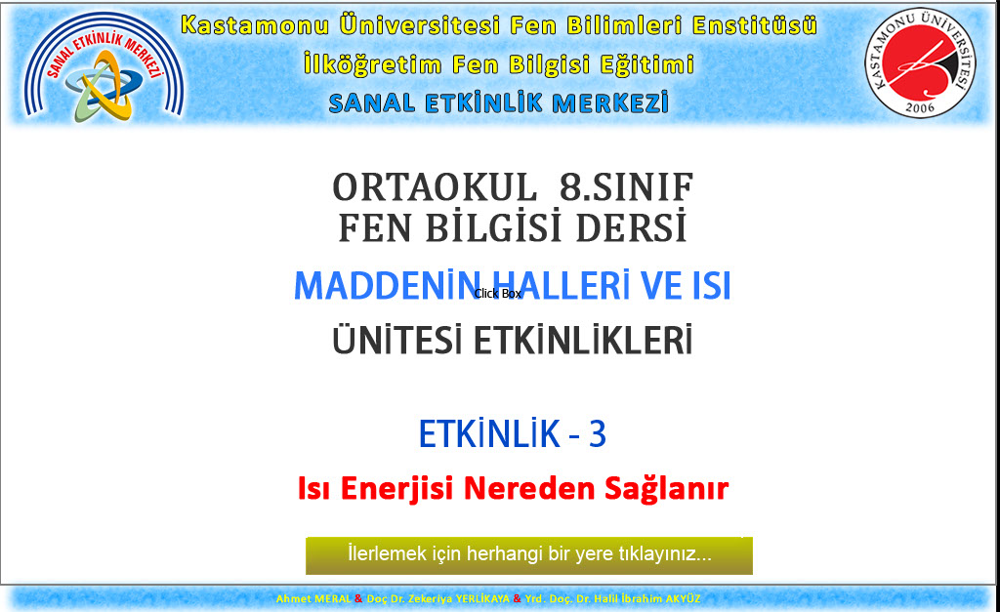 SANAL ETKİNLİK MERKEZİ
Kastamonu Üniversitesi Fen Bilimleri Enstitüsü
İlköğretim Fen Bilgisi Eğitimi
SANAL ETKİNLİK MERKEZİ
KASTAMONU ÜNİVERSİTESİ
2006
ORTAOKUL 8.SINIF
FEN BİLGİSİ DERSİ
MADDENİN HALLERİ VE ISI
Click Box
ÜNİTESİ ETKİNLİKLERİ
ETKİNLİK - 3
Isı Enerjisi Nereden Sağlanır
İlerlemek için herhangi bir yere tıklayınız...
Ahmet MERAL & Doç Dr. Zekeriya YERLİKAYA & Yrd. Doç. Dr. Halil İbrahim AKYÜZ